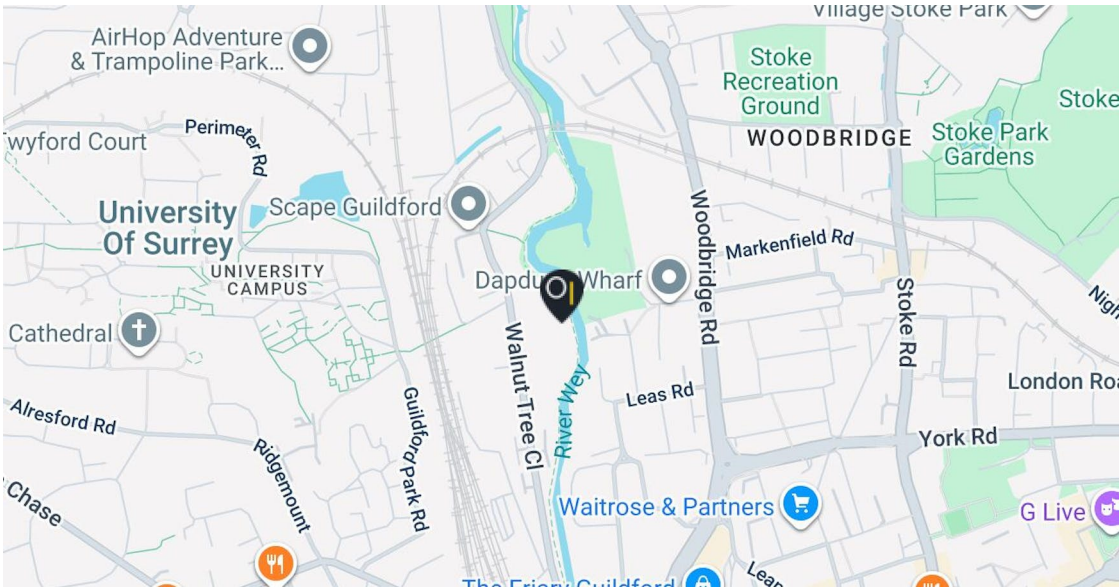 Village Stoke Park
AirHop Adventure
& Trampoline Park...
Stoke
Recreation
Ground
Stoke
Perimeter Rd
wyford Court
WOODBRIDGE
Stoke Park
Gardens
University
Of Surrey
Scape Guildford
Woodbridge Rd
Markenfield Rd
UNIVERSITY
CAMPUS
Wharf
Stoke Rd
Cathedral
Walnut Tree Cl
River Wey
Leas Rd
London Ro
Alresford Rd
Ridgemount
Guildford Park Rd
York Rd
Chase
Waitrose & Partners
G Live
The Friary Guildford